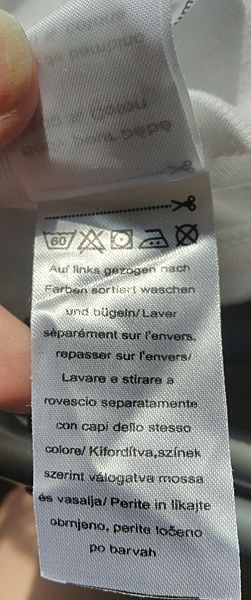 60
Auf links gezogen nach
Farben sortiert waschen
und bügeln/ Laver
séparément sur l'envers,
repasser sur l'envers/
Lavare e stirare a
rovescio separatamente
con capi dello stesso
colore/ Kifordítva,színek
szerint válogatva mossa
és vasalja/ Perite in likajte
obrnjeno, perite ločeno
po barvah